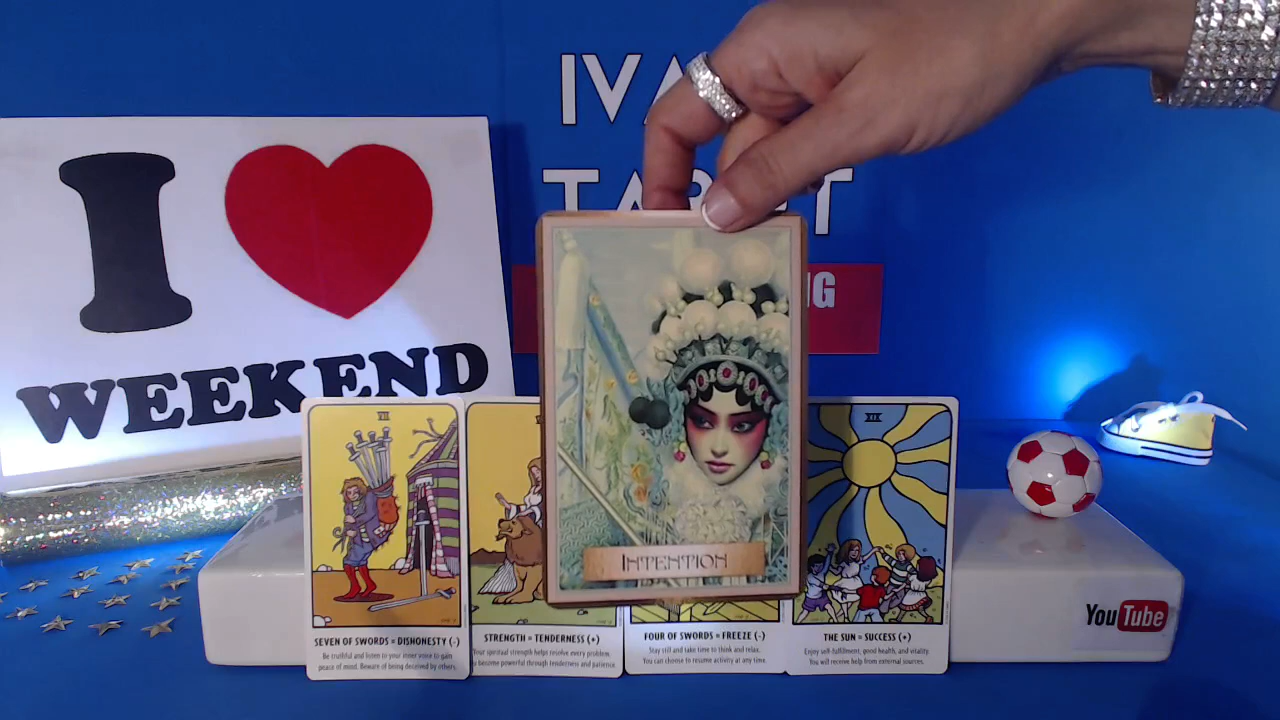 I
WEEKEND
IVA
TAR T
NG
INTENTION
VII
XIX
SEVEN OF SWORDS = DISHONESTY (-)
Be truthful and listen to your inner voice to gain
peace of mind. Beware of being deceived by others.
STRENGTH = TENDERNESS (+)
Your spiritual strength helps resolve every problem.
become powerful through tenderness and patience.
FOUR OF SWORDS = FREEZE (-)
Stay still and take time to think and relax.
You can choose to resume activity at any time.
THE SUN = SUCCESS (+)
Enjoy self-fulfillment, good health, and vitality.
You will receive help from external sources.
YouTube